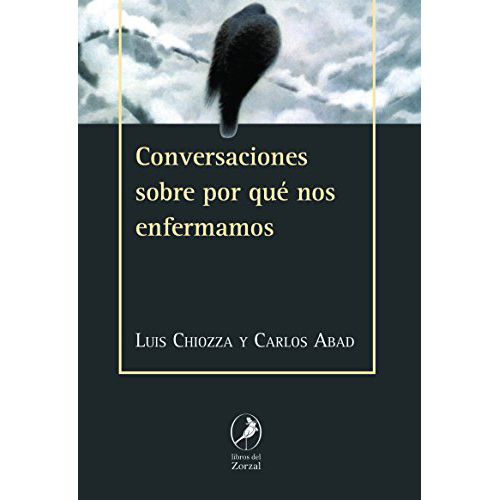 Conversaciones
sobre por qué nos
enfermamos
LUIS CHIOZZA Y CARLOS ABAD
libros del
Zorzal